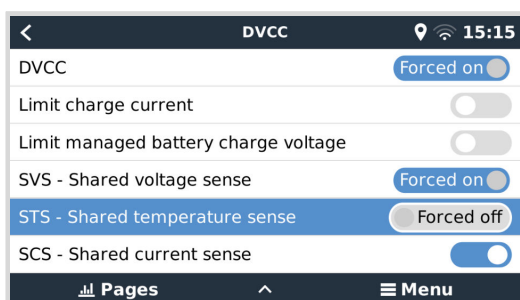 DVCC 15:15
DVCC Forced on
Limit charge current
Limit managed battery charge voltage
SVS - Shared voltage sense Forced on
STS - Shared temperature sense Forced off
SCS - Shared current sense
Pages Menu